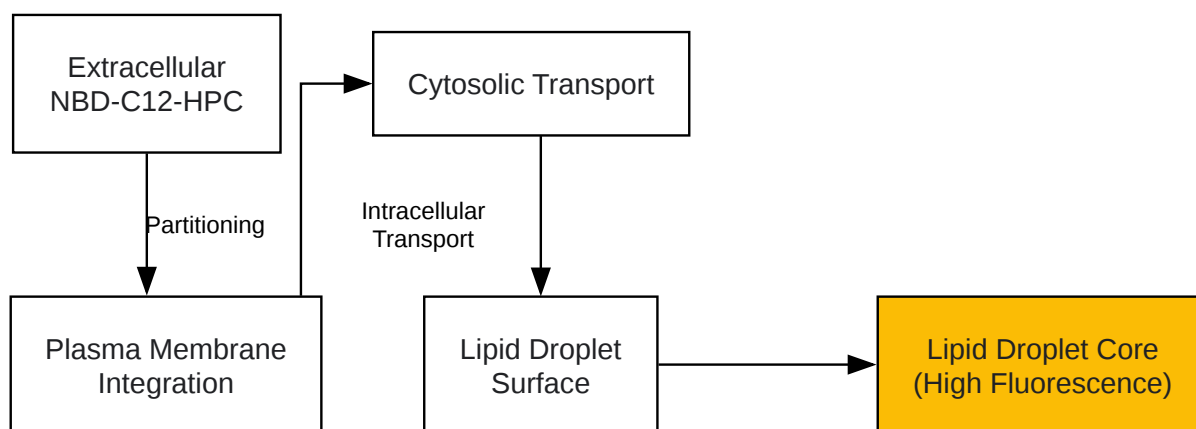 Extracellular
NBD-C12-HPC
Cytosolic Transport
Partitioning
Intracellular
Transport
Plasma Membrane
Integration
Lipid Droplet
Surface
Lipid Droplet Core
(High Fluorescence)